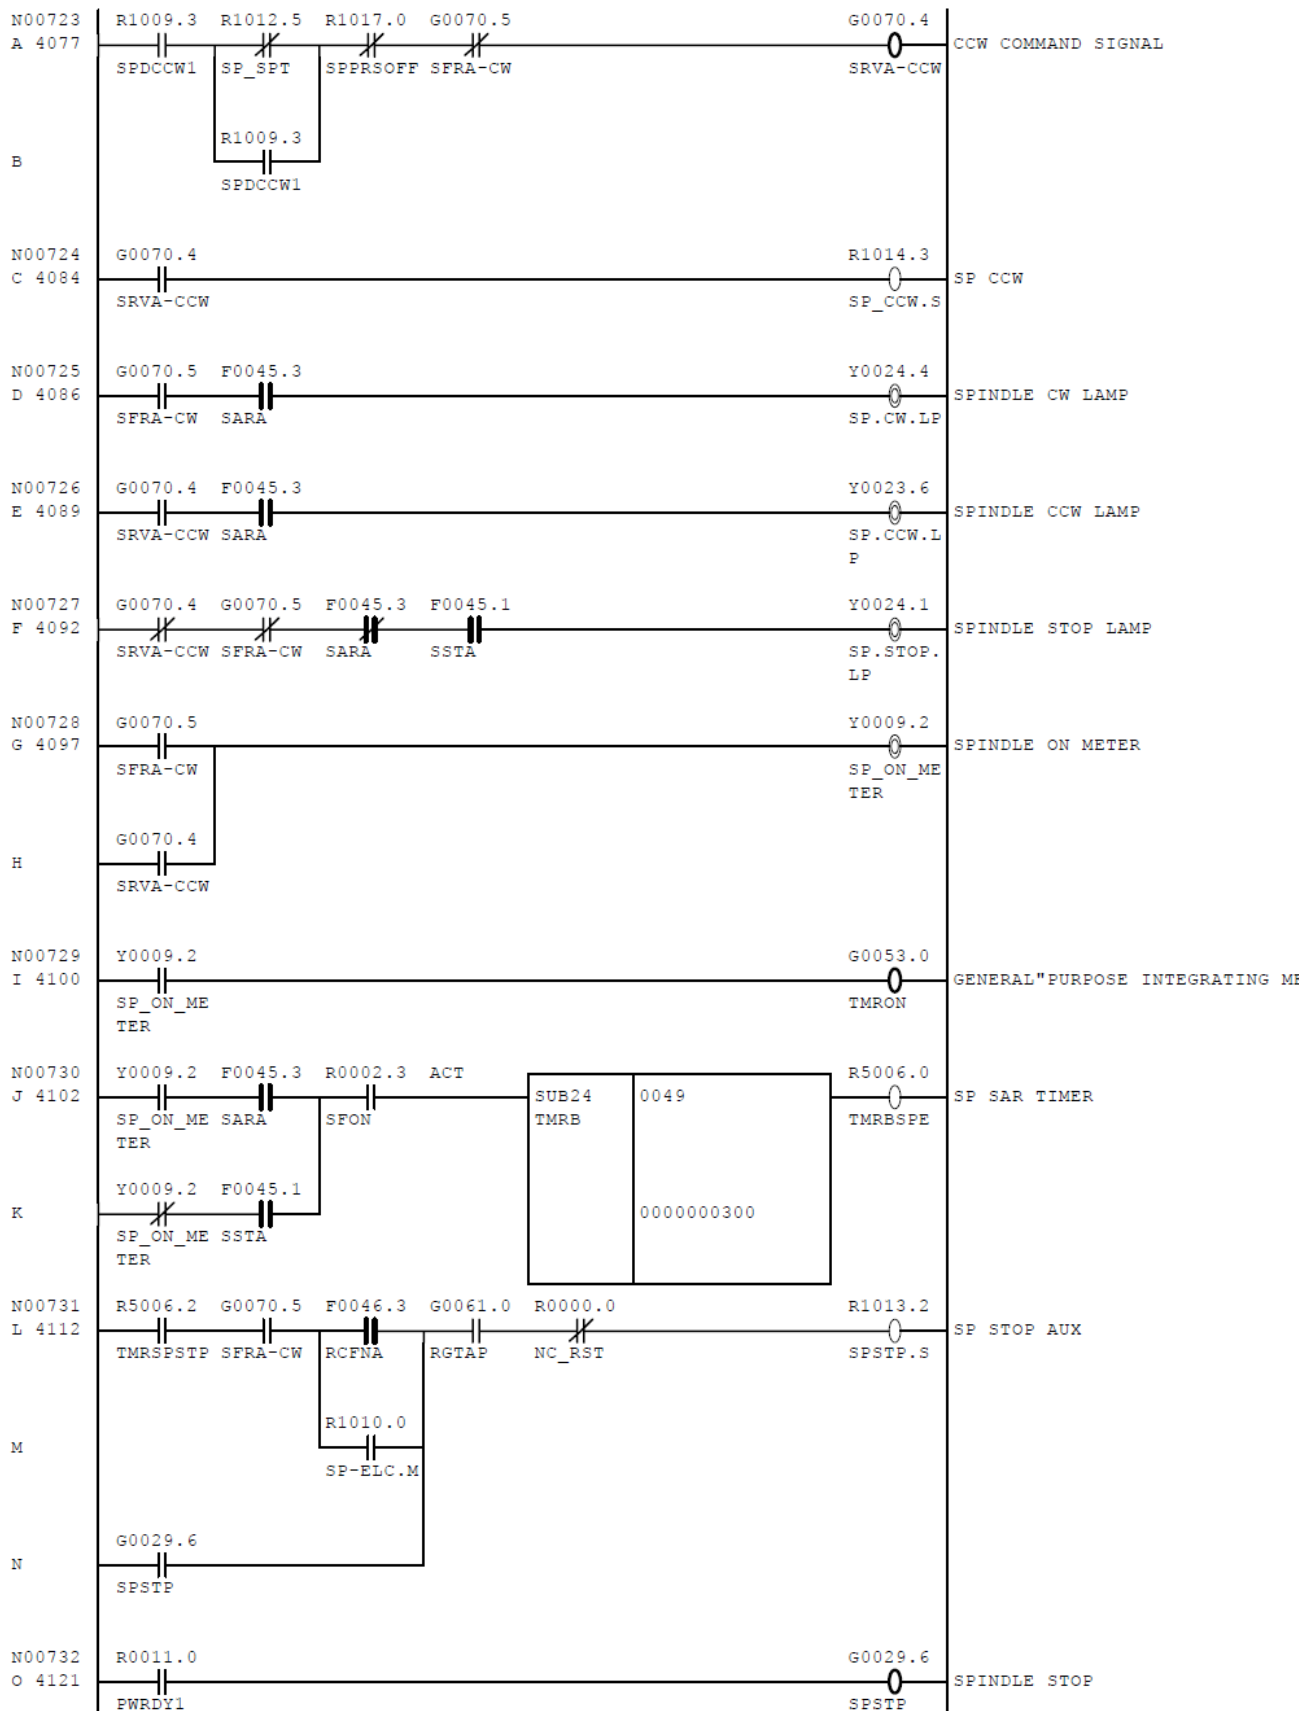 N00723 R1009.3 R1012.5 R1017.0 G0070.5 G0070.4
A 4077 CCW COMMAND SIGNAL
SPDCCW1 SP_SPT SPPRSOFF SFRA-CW SRVA-CCW
R1009.3
B
SPDCCW1
N00724 G0070.4 R1014.3
C 4084 SP CCW
SRVA-CCW SP_CCW.S
N00725 G0070.5 F0045.3 Y0024.4
D 4086 SPINDLE CW LAMP
SFRA-CW SARA SP.CW.LP
N00726 G0070.4 F0045.3 Y0023.6
E 4089 SPINDLE CCW LAMP
SRVA-CCW SARA SP.CCW.L
P
N00727 G0070.4 G0070.5 F0045.3 F0045.1 Y0024.1
F 4092 SPINDLE STOP LAMP
SRVA-CCW SFRA-CW SARA SSTA SP.STOP.
LP
N00728 G0070.5 Y0009.2
G 4097 SPINDLE ON METER
SFRA-CW SP_ON_ME
TER
G0070.4
H
SRVA-CCW
N00729 Y0009.2 G0053.0
I 4100 GENERAL"PURPOSE INTEGRATING ME
SP_ON_ME TMRON
TER
N00730 Y0009.2 F0045.3 R0002.3 ACT R5006.0
J 4102 SUB24 0049 SP SAR TIMER
SP_ON_ME SARA SFON TMRB TMRBSPE
TER
Y0009.2 F0045.1
K 0000000300
SP_ON_ME SSTA
TER
N00731 R5006.2 G0070.5 F0046.3 G0061.0 R0000.0 R1013.2
L 4112 SP STOP AUX
TMRSPSTP SFRA-CW RCFNA RGTAP NC_RST SPSTP.S
R1010.0
M
SP-ELC.M
G0029.6
N
SPSTP
N00732 R0011.0 G0029.6
O 4121 SPINDLE STOP
PWRDY1 SPSTP